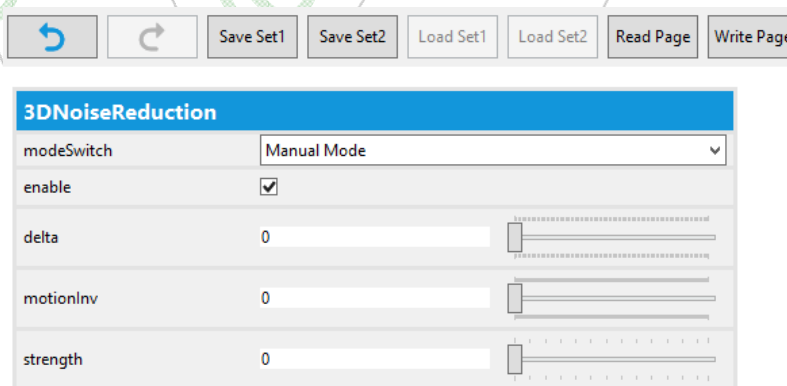 Save Set1 Save Set2 Load Set1 Load Set2 Read Page Write Page
3DNoiseReduction
modeSwitch Manual Mode
enable
delta 0
motionInv 0
strength 0